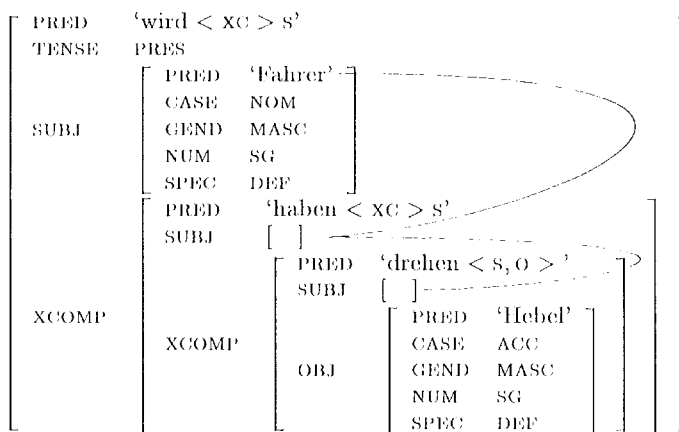 PRED ‘wird < XC > S’
TENSE PRES
PRED ‘Fahrer’
CASE NOM
SUBJ GEND MASC
NUM SG
SPEC DEF
PRED ‘haben < XC > S’
SUBJ [ ]
PRED ‘drehen < S, O > ’
SUBJ [ ]
XCOMP PRED ‘Hebel’
XCOMP CASE ACC
OBJ GEND MASC
NUM SG
SPEC DEF